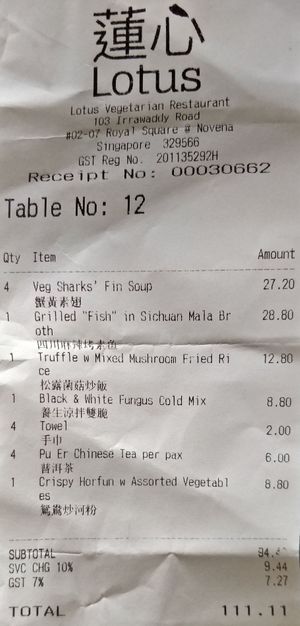 蓮心
Lotus
Lotus Vegetarian Restaurant
103 Irrawaddy Road
#02-07 Royal Square # Novena
Singapore 329566
GST Reg No. 201135292H
Receipt No: 00030662
Table No: 12
Qty Item Amount
4 Veg Sharks' Fin Soup 27.20
蟹黃素翅
1 Grilled "Fish" in Sichuan Mala Br 28.80
oth
四川麻辣烤素魚
1 Truffle w Mixed Mushroom Fried Ri 12.80
ce
松露菌菇炒飯
1 Black & White Fungus Cold Mix 8.80
養生涼拌雙脆
4 Towel 2.00
手巾
4 Pu Er Chinese Tea per pax 6.00
普洱茶
1 Crispy Horfun w Assorted Vegetabl 8.80
es
鴛鴦炒河粉
SUBTOTAL
SVC CHG 10% 9.44
GST 7% 7.27
TOTAL 111.11